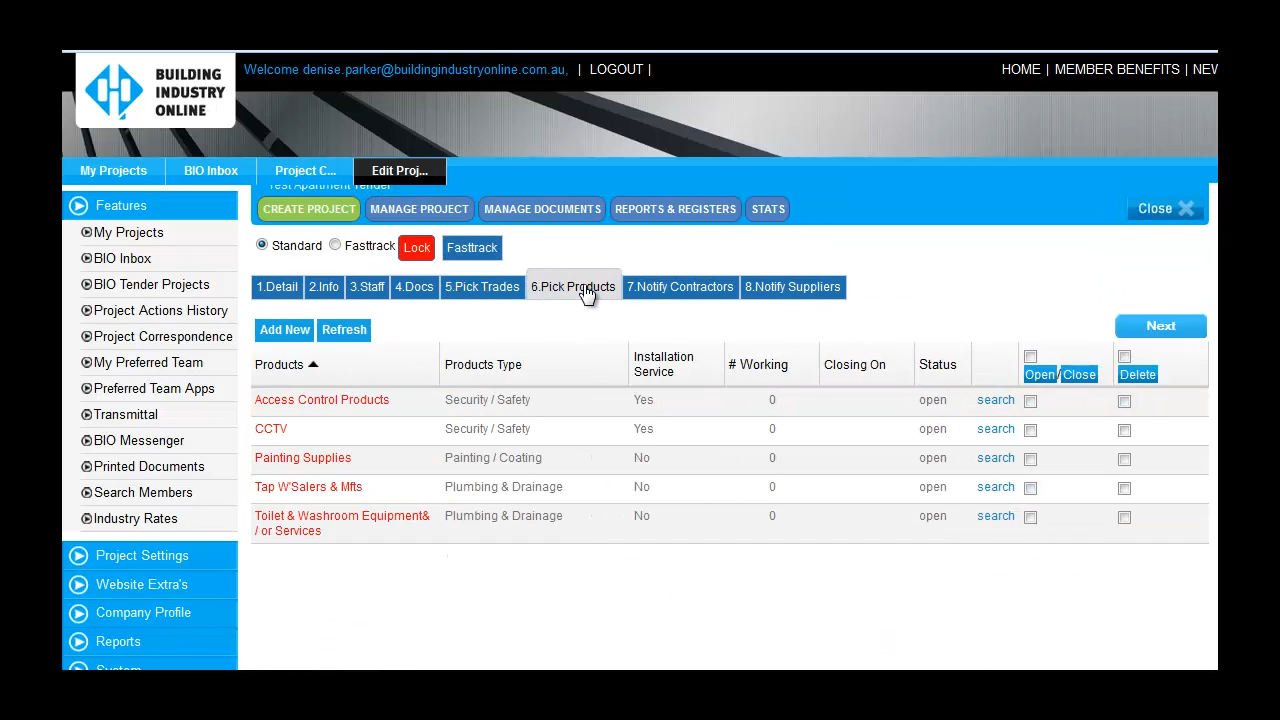 BUILDING
INDUSTRY
ONLINE
Welcome denise.parker@buildingindustryonline.com.au, | LOGOUT |
HOME | MEMBER BENEFITS | NEW
My Projects BIO Inbox Project C... Edit Proj...
Test Apartment Tender
Features
CREATE PROJECT MANAGE PROJECT MANAGE DOCUMENTS REPORTS & REGISTERS STATS Close
My Projects
BIO Inbox
BIO Tender Projects
Project Actions History
Project Correspondence
My Preferred Team
Preferred Team Apps
Transmittal
BIO Messenger
Printed Documents
Search Members
Industry Rates
Project Settings
Website Extra's
Company Profile
Reports
System
Standard Fasttrack Lock Fasttrack
1.Detail 2.Info 3.Staff 4.Docs 5.Pick Trades 6.Pick Products 7.Notify Contractors 8.Notify Suppliers
Add New Refresh Next
Products Products Type Installation Service # Working Closing On Status Open/Close Delete
Access Control Products Security / Safety Yes 0 open search
CCTV Security / Safety Yes 0 open search
Painting Supplies Painting / Coating No 0 open search
Tap W'Salers & Mfts Plumbing & Drainage No 0 open search
Toilet & Washroom Equipment& Plumbing & Drainage No 0 open search
/ or Services